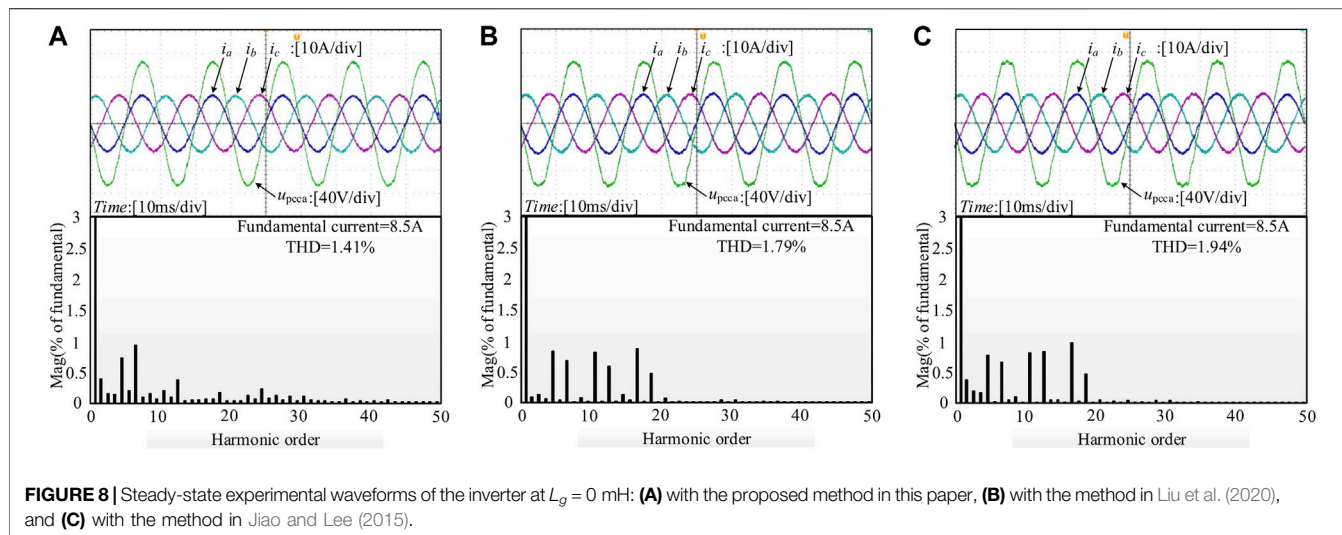 A
i_a i_b i_c :[10A/div]
u_pcca:[40V/div]
Time:[10ms/div]
Fundamental current=8.5A
THD=1.41%
Mag(% of fundamental)
3
2.5
2
1.5
1
0.5
0
0 10 20 30 40 50
Harmonic order
B
i_a i_b i_c :[10A/div]
u_pcca:[40V/div]
Time:[10ms/div]
Fundamental current=8.5A
THD=1.79%
Mag(% of fundamental)
3
2.5
2
1.5
1
0.5
0
0 10 20 30 40 50
Harmonic order
C
i_a i_b i_c :[10A/div]
u_pcca:[40V/div]
Time:[10ms/div]
Fundamental current=8.5A
THD=1.94%
Mag(% of fundamental)
3
2.5
2
1.5
1
0.5
0
0 10 20 30 40 50
Harmonic order
FIGURE 8 | Steady-state experimental waveforms of the inverter at L_g = 0 mH: (A) with the proposed method in this paper, (B) with the method in Liu et al. (2020),
and (C) with the method in Jiao and Lee (2015).